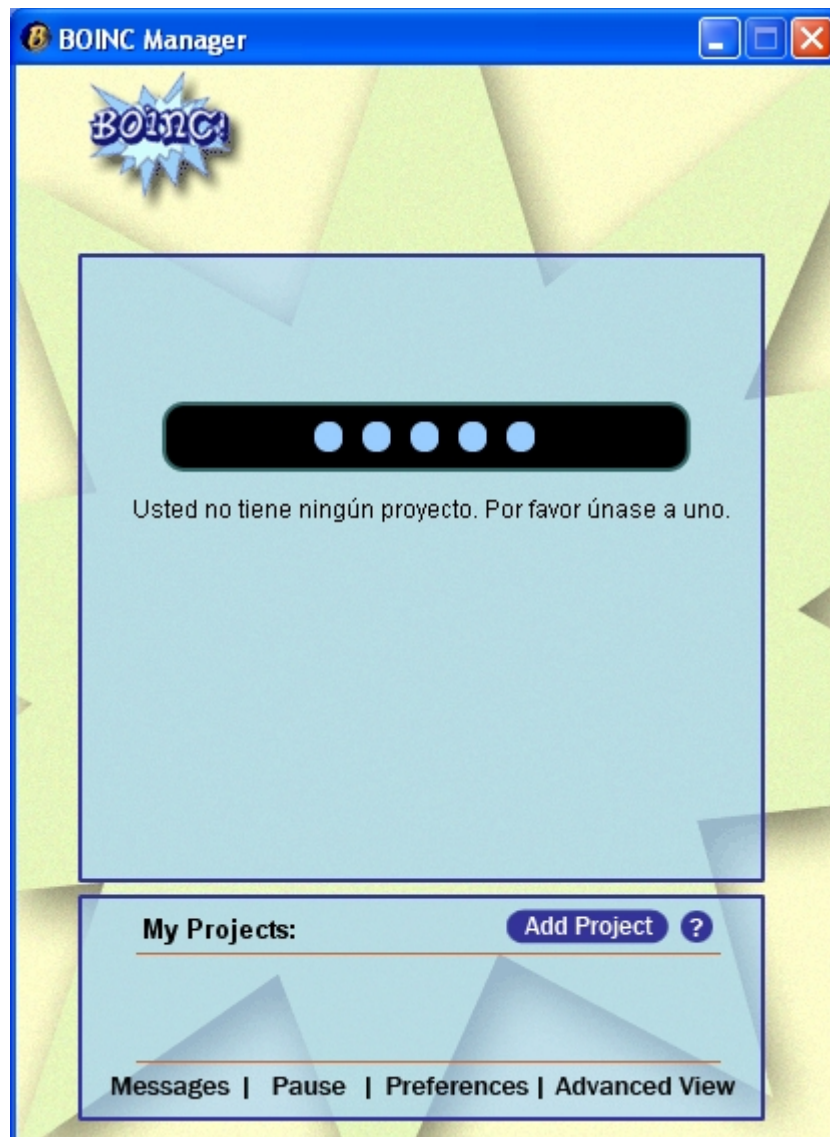 BOINC Manager
BOINC!
Usted no tiene ningún proyecto. Por favor únase a uno.
My Projects: Add Project ?
Messages | Pause | Preferences | Advanced View